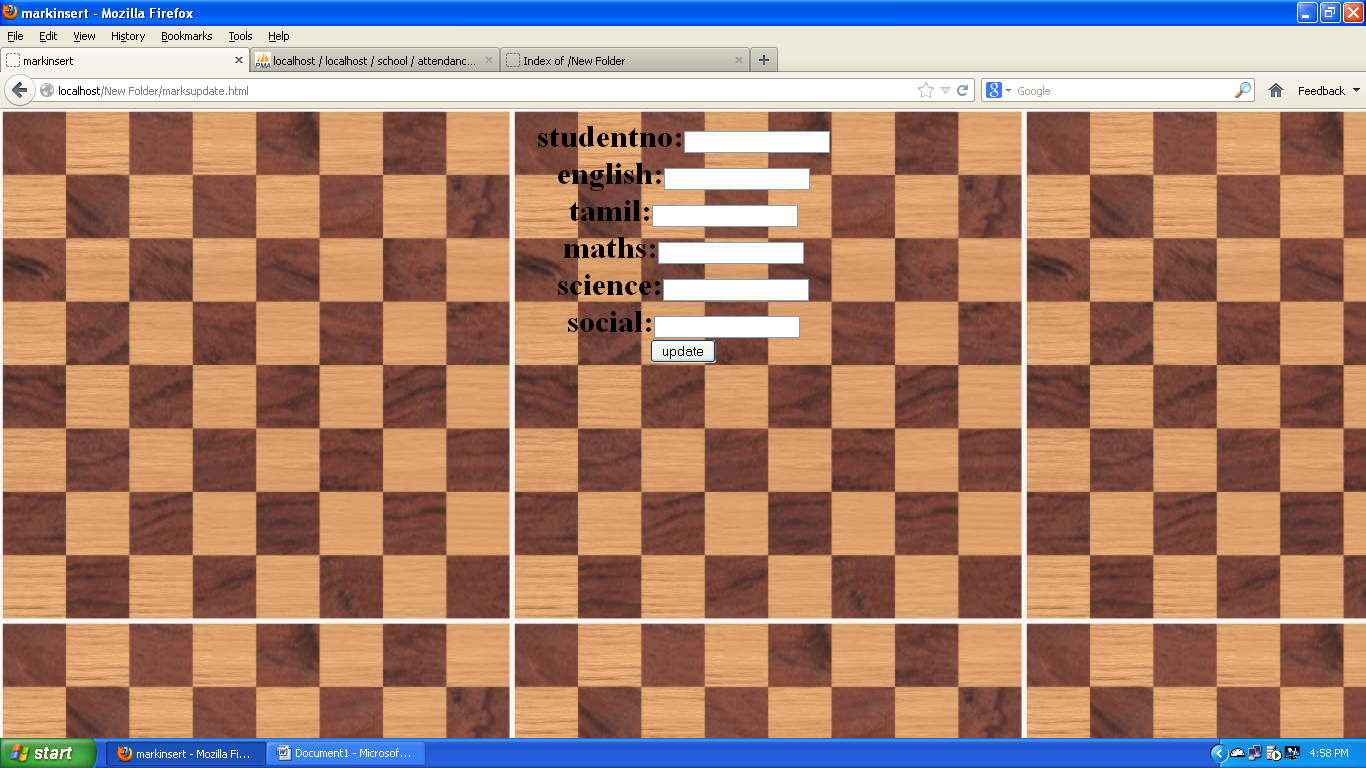 markinsert - Mozilla Firefox
File Edit View History Bookmarks Tools Help
markinsert
PMA localhost / localhost / school / attendanc...
Index of /New Folder
localhost/New Folder/marksupdate.html
Google
Feedback
studentno:
english:
tamil:
maths:
science:
social:
update
start
markinsert - Mozilla Fi...
Document1 - Microsof...
4:58 PM